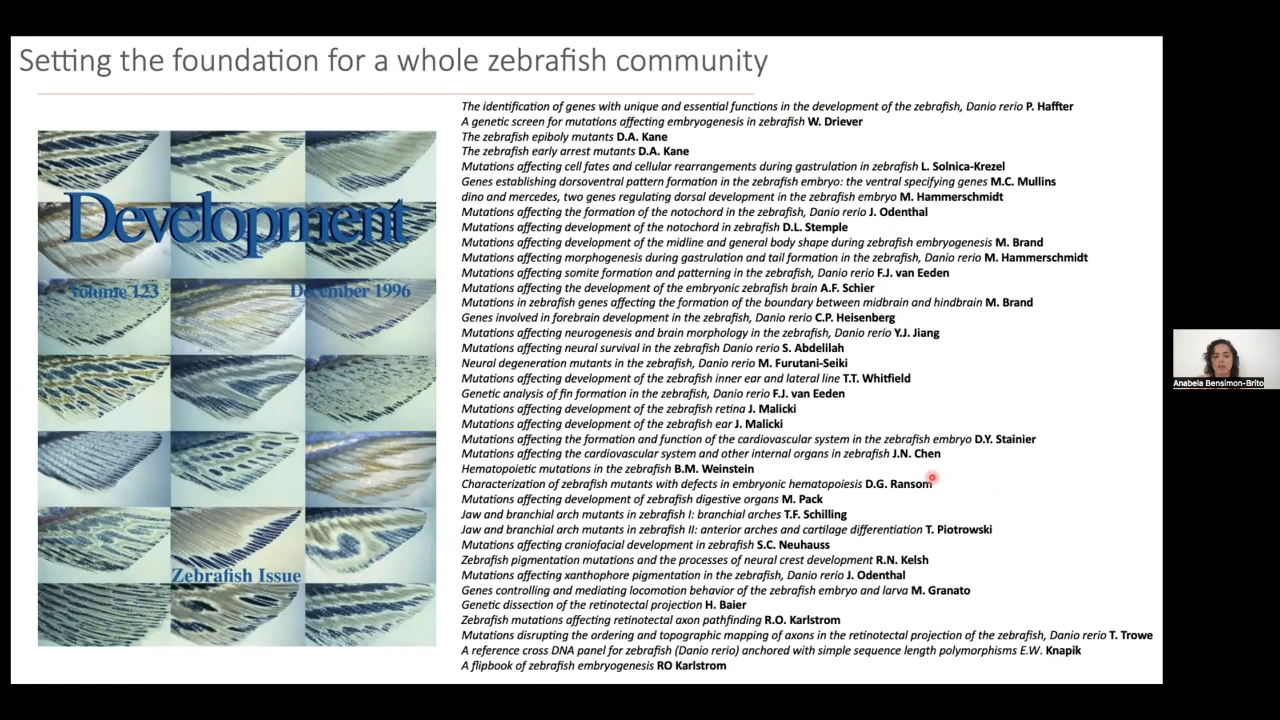 Setting the foundation for a whole zebrafish community
Development
volume 123
December 1996
Zebrafish Issue
The identification of genes with unique and essential functions in the development of the zebrafish, Danio rerio P. Haffter
A genetic screen for mutations affecting embryogenesis in zebrafish W. Driever
The zebrafish epiboly mutants D.A. Kane
The zebrafish early arrest mutants D.A. Kane
Mutations affecting cell fates and cellular rearrangements during gastrulation in zebrafish L. Solnica-Krezel
Genes establishing dorsoventral pattern formation in the zebrafish embryo: the ventral specifying genes M.C. Mullins
dino and mercedes, two genes regulating dorsal development in the zebrafish embryo M. Hammerschmidt
Mutations affecting the formation of the notochord in the zebrafish, Danio rerio J. Odenthal
Mutations affecting development of the notochord in zebrafish D.L. Stemple
Mutations affecting development of the midline and general body shape during zebrafish embryogenesis M. Brand
Mutations affecting morphogenesis during gastrulation and tail formation in the zebrafish, Danio rerio M. Hammerschmidt
Mutations affecting somite formation and patterning in the zebrafish, Danio rerio F.J. van Eeden
Mutations affecting the development of the embryonic zebrafish brain A.F. Schier
Mutations in zebrafish genes affecting the formation of the boundary between midbrain and hindbrain M. Brand
Genes involved in forebrain development in the zebrafish, Danio rerio C.P. Heisenberg
Mutations affecting neurogenesis and brain morphology in the zebrafish, Danio rerio Y.J. Jiang
Mutations affecting neural survival in the zebrafish Danio rerio S. Abdelilah
Neural degeneration mutants in the zebrafish, Danio rerio M. Furutani-Seiki
Mutations affecting development of the zebrafish inner ear and lateral line T.T. Whitfield
Genetic analysis of fin formation in the zebrafish, Danio rerio F.J. van Eeden
Mutations affecting development of the zebrafish retina J. Malicki
Mutations affecting development of the zebrafish ear J. Malicki
Mutations affecting the formation and function of the cardiovascular system in the zebrafish embryo D.Y. Stainier
Mutations affecting the cardiovascular system and other internal organs in zebrafish J.N. Chen
Hematopoietic mutations in the zebrafish B.M. Weinstein
Characterization of zebrafish mutants with defects in embryonic hematopoiesis D.G. Ransom
Mutations affecting development of zebrafish digestive organs M. Pack
Jaw and branchial arch mutants in zebrafish I: branchial arches T.F. Schilling
Jaw and branchial arch mutants in zebrafish II: anterior arches and cartilage differentiation T. Piotrowski
Mutations affecting craniofacial development in zebrafish S.C. Neuhauss
Zebrafish pigmentation mutations and the processes of neural crest development R.N. Kelsh
Mutations affecting xanthophore pigmentation in the zebrafish, Danio rerio J. Odenthal
Genes controlling and mediating locomotion behavior of the zebrafish embryo and larva M. Granato
Genetic dissection of the retinotectal projection H. Baier
Zebrafish mutations affecting retinotectal axon pathfinding R.O. Karlstrom
Mutations disrupting the ordering and topographic mapping of axons in the retinotectal projection of the zebrafish, Danio rerio T. Trowe
A reference cross DNA panel for zebrafish (Danio rerio) anchored with simple sequence length polymorphisms E.W. Knapik
A flipbook of zebrafish embryogenesis RO Karlstrom
Anabela Bensimon-Brito